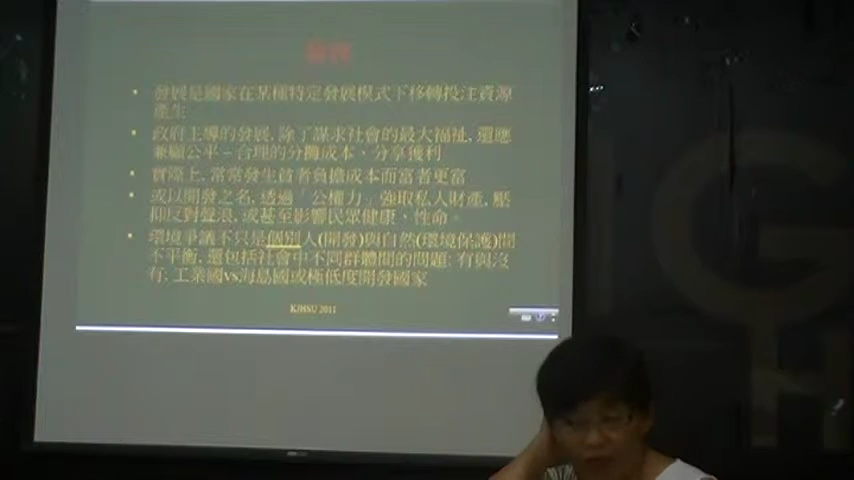 • 發展是國家在某種特定發展模式下移轉投注資源
產生
• 政府主導的發展, 除了謀求社會的最大福祉, 還應
兼顧公平–合理的分攤成本、分享獲利
• 實際上, 常常發生貧者負擔成本而富者更富
• 或以開發之名, 透過「公權力」強取私人財產, 壓
抑反對聲浪, 或甚至影響民眾健康、性命。
• 環境爭議不只是個別人(開發)與自然(環境保護)間
不平衡, 還包括社會中不同群體間的問題: 有與沒
有, 工業國vs海島國或極低度開發國家
KJHSU 2011
G
H